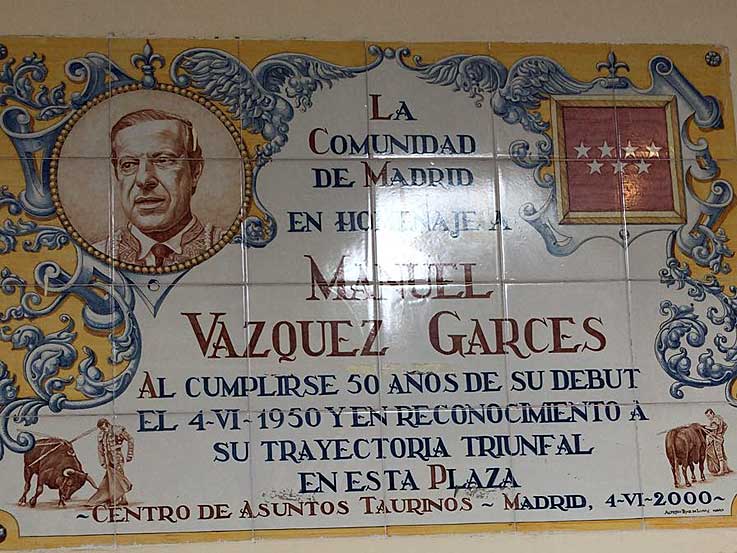 LA
COMUNIDAD
DE MADRID
EN HOMENAJE A
MANUEL
VAZQUEZ GARCES
AL CUMPLIRSE 50 AÑOS DE SU DEBUT
EL 4-VI-1950 Y EN RECONOCIMIENTO A
SU TRAYECTORIA TRIUNFAL
EN ESTA PLAZA
~CENTRO DE ASUNTOS TAURINOS ~ MADRID, 4-VI-2000~